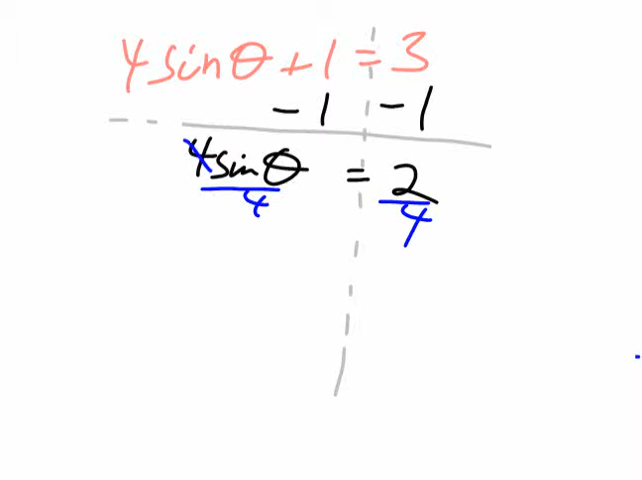 4sinθ + 1 = 3
- 1 - 1
4sinθ = 2
4 4